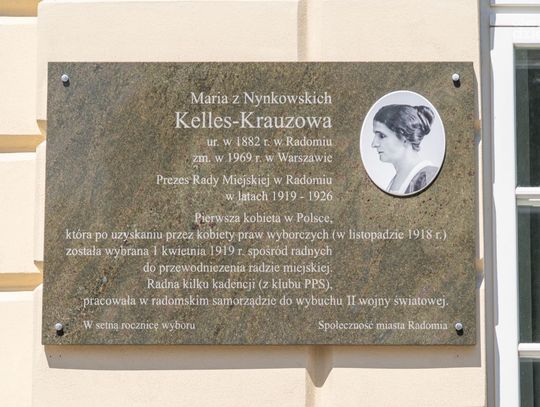 Maria z Nynkowskich
Kelles-Krauzowa
ur. w 1882 r. w Radomiu
zm. w 1969 r. w Warszawie
Prezes Rady Miejskiej w Radomiu
w latach 1919 - 1926
Pierwsza kobieta w Polsce,
która po uzyskaniu przez kobiety praw wyborczych (w listopadzie 1918 r.)
została wybrana 1 kwietnia 1919 r. spośród radnych
do przewodniczenia radzie miejskiej.
Radna kilku kadencji (z klubu PPS),
pracowała w radomskim samorządzie do wybuchu II wojny światowej.
W setną rocznicę wyboru Społeczność miasta Radomia